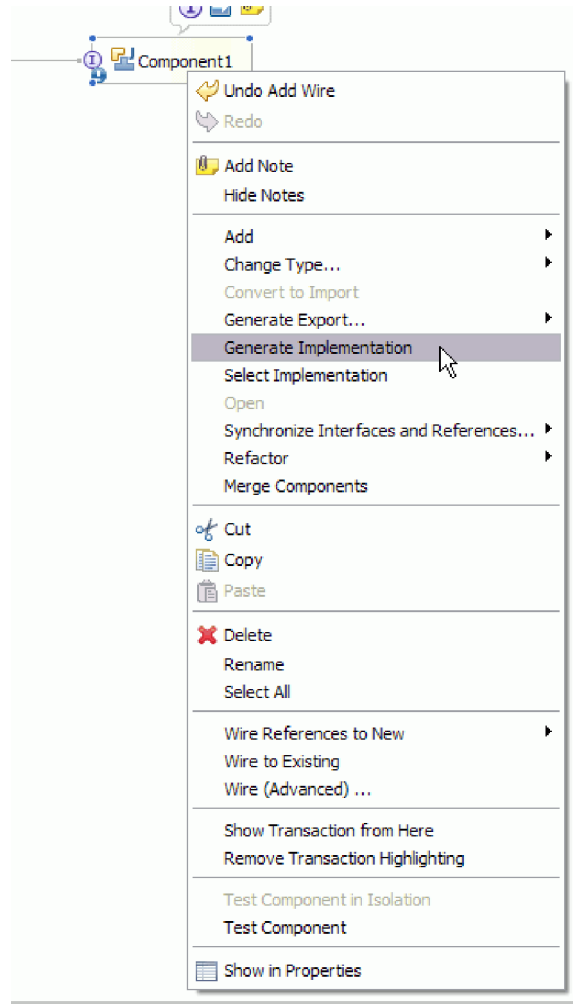 Component1
Undo Add Wire
Redo
Add Note
Hide Notes
Add
Change Type...
Convert to Import
Generate Export...
Generate Implementation
Select Implementation
Open
Synchronize Interfaces and References...
Refactor
Merge Components
Cut
Copy
Paste
Delete
Rename
Select All
Wire References to New
Wire to Existing
Wire (Advanced) ...
Show Transaction from Here
Remove Transaction Highlighting
Test Component in Isolation
Test Component
Show in Properties